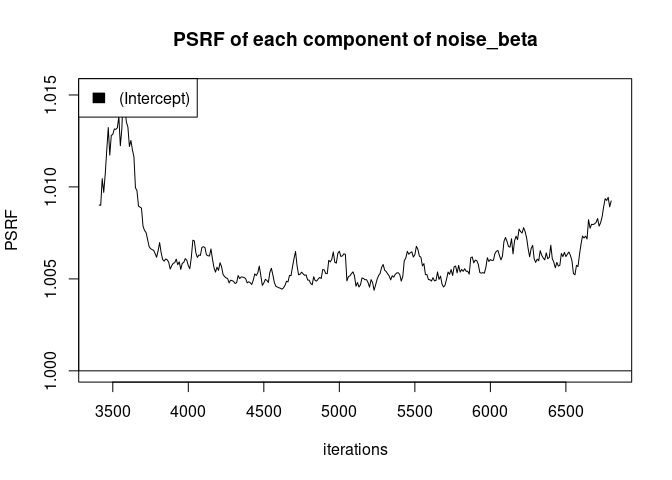 PSRF of each component of noise_beta
(Intercept)
PSRF
1.015
1.010
1.005
1.000
3500 4000 4500 5000 5500 6000 6500
iterations